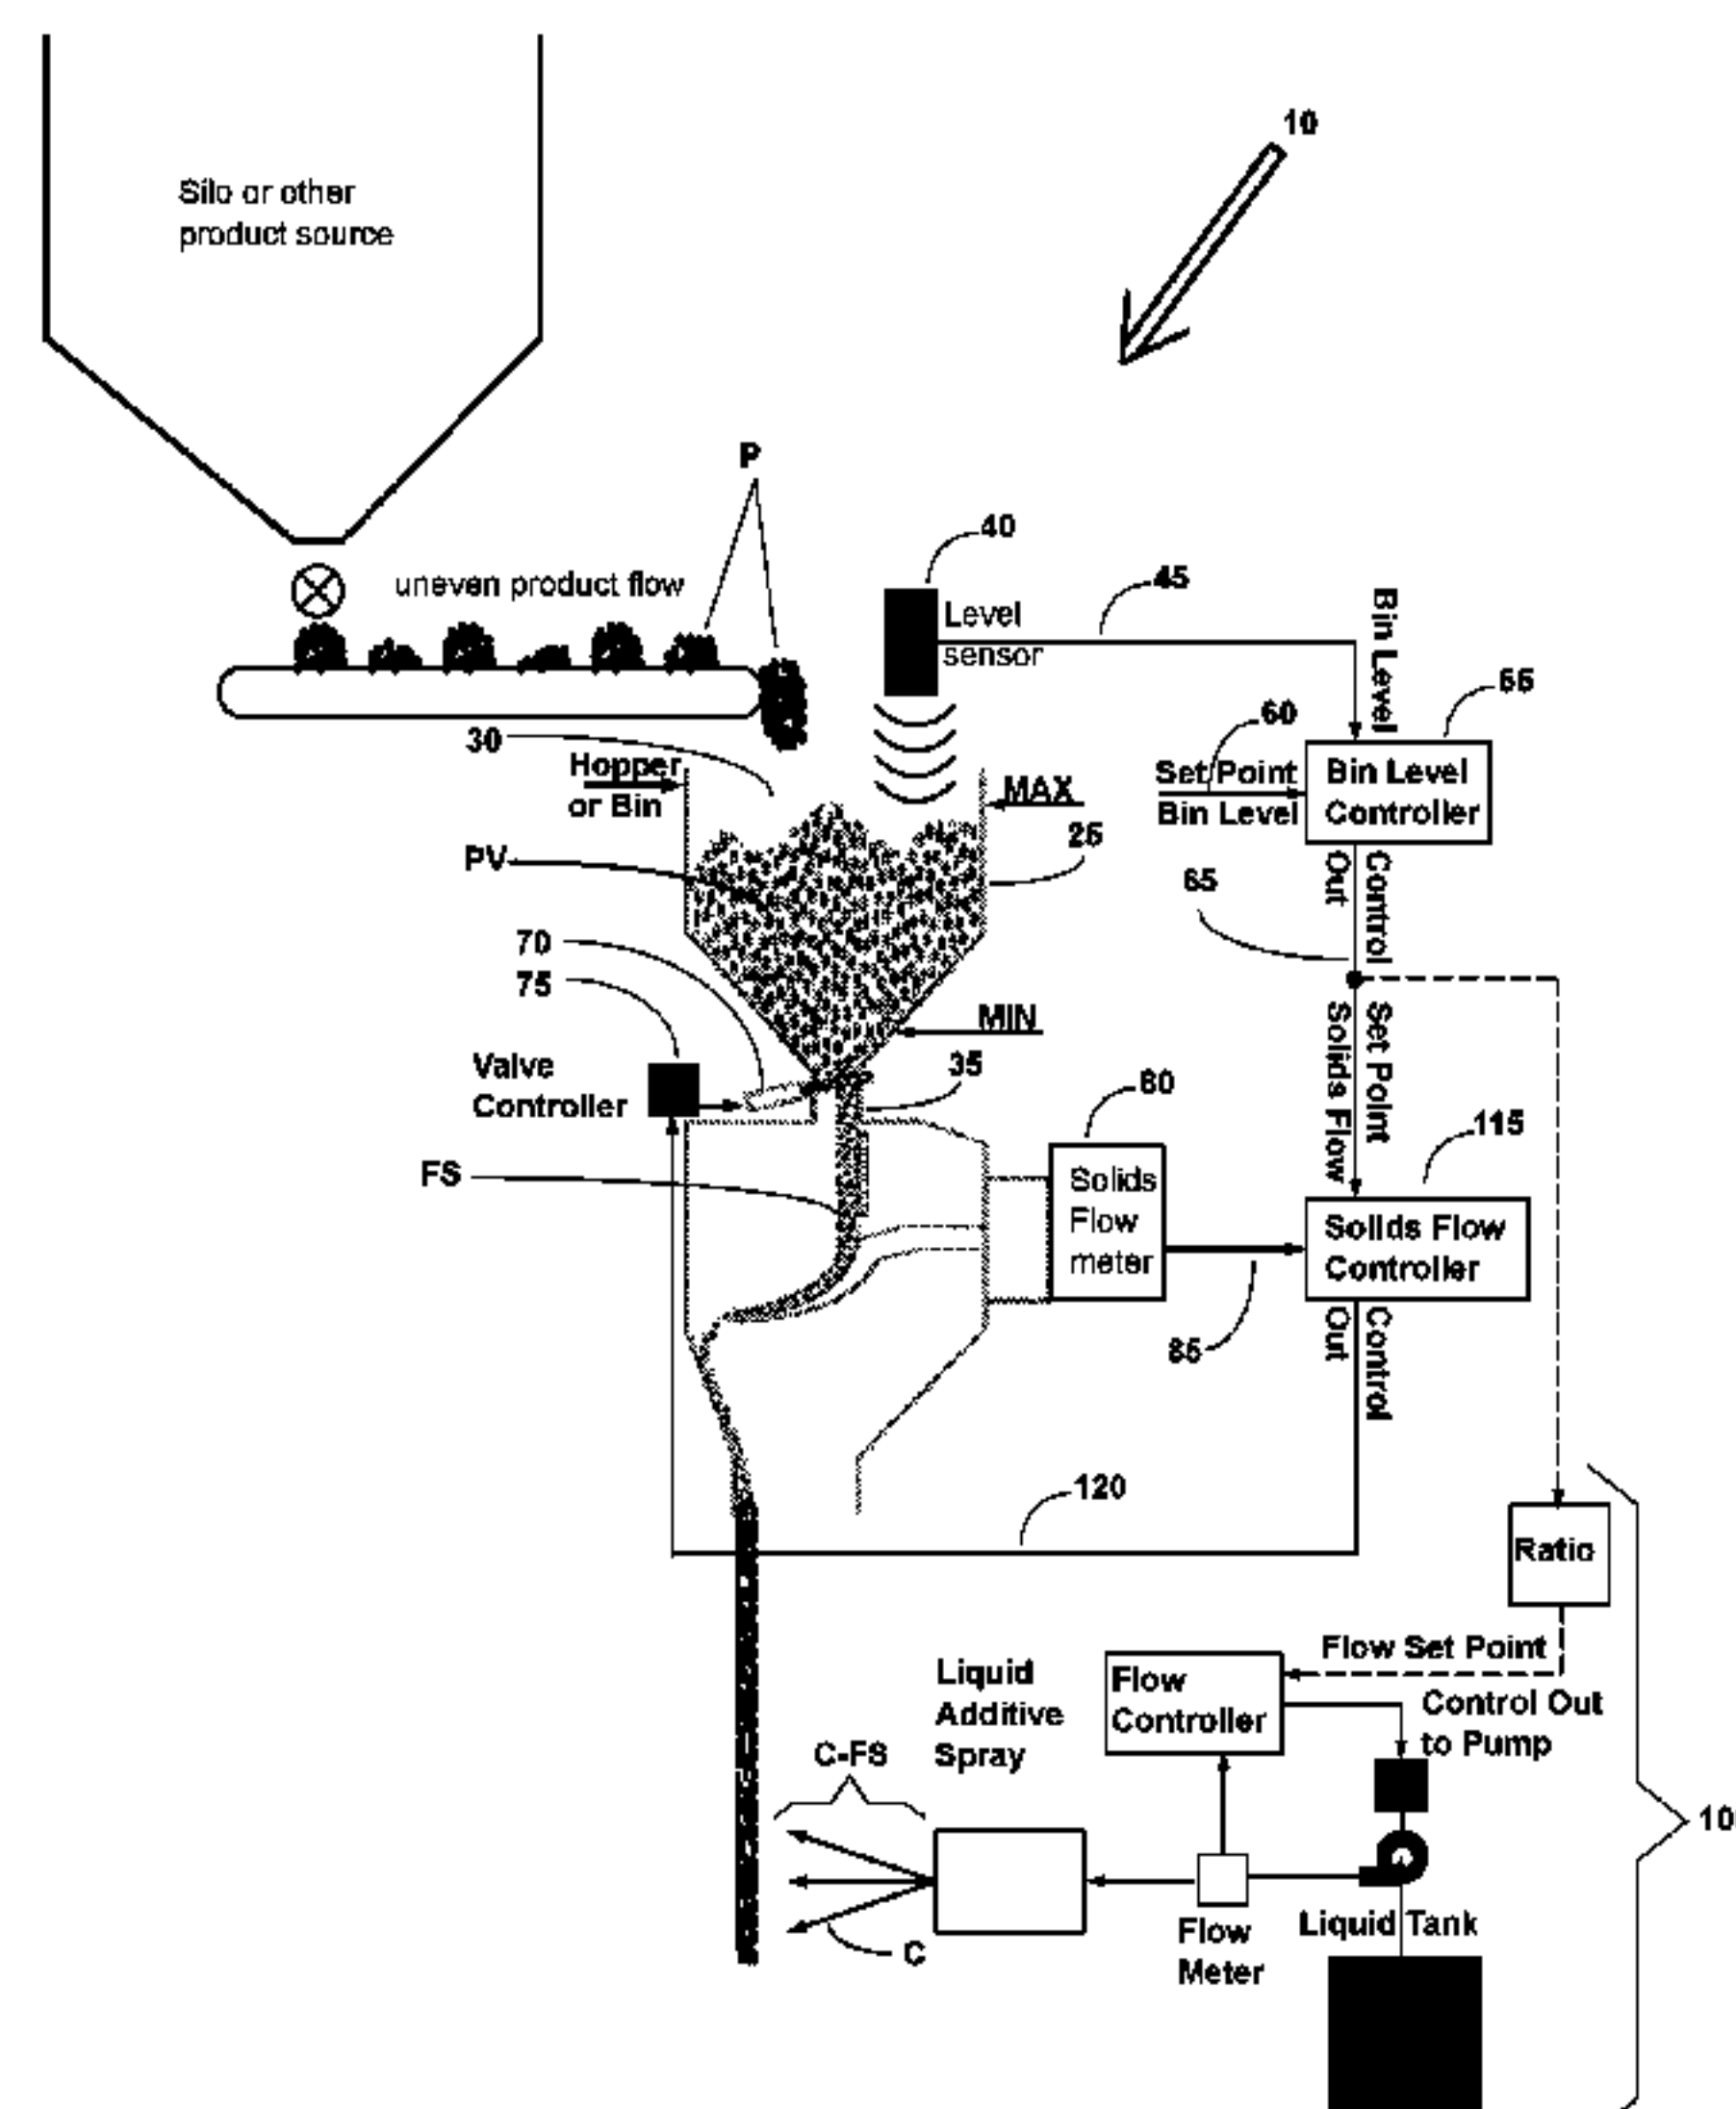 10
Silo or other
product source
P
40
uneven product flow
Level
sensor
45
Bin Level
55
60
30
Hopper
or Bin
MAX
Set Point
Bin Level
Bin Level
Controller
25
PV
65
Control
Out
70
75
MIN
Set Point
Solids Flow
35
Valve
Controller
80
115
FS
Solids
Flow
meter
Solids Flow
Controller
85
Control
Out
120
Ratio
Flow Set Point
Liquid
Additive
Spray
Flow
Controller
Control Out
to Pump
C-FS
10
C
Flow
Meter
Liquid Tank